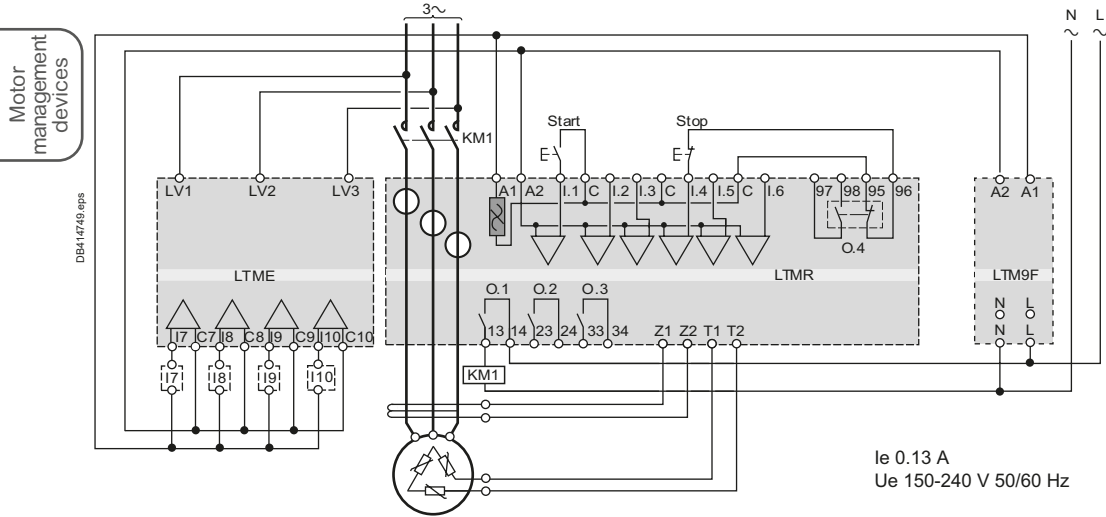 3∼
N L
∼ ∼
Motor
management
devices
DB414749.eps
Start
Stop
KM1
E
E
LV1 LV2 LV3
A1 A2 I.1 C I.2 I.3 C I.4 I.5 C I.6 97 98 95 96
A2 A1
O.4
LTME
LTMR
LTM9F
O.1 O.2 O.3
N L
I7 C7 I8 C8 I9 C9 I10 C10
13 14 23 24 33 34 Z1 Z2 T1 T2
N L
I7 I8 I9 I10
KM1
Ie 0.13 A
Ue 150-240 V 50/60 Hz